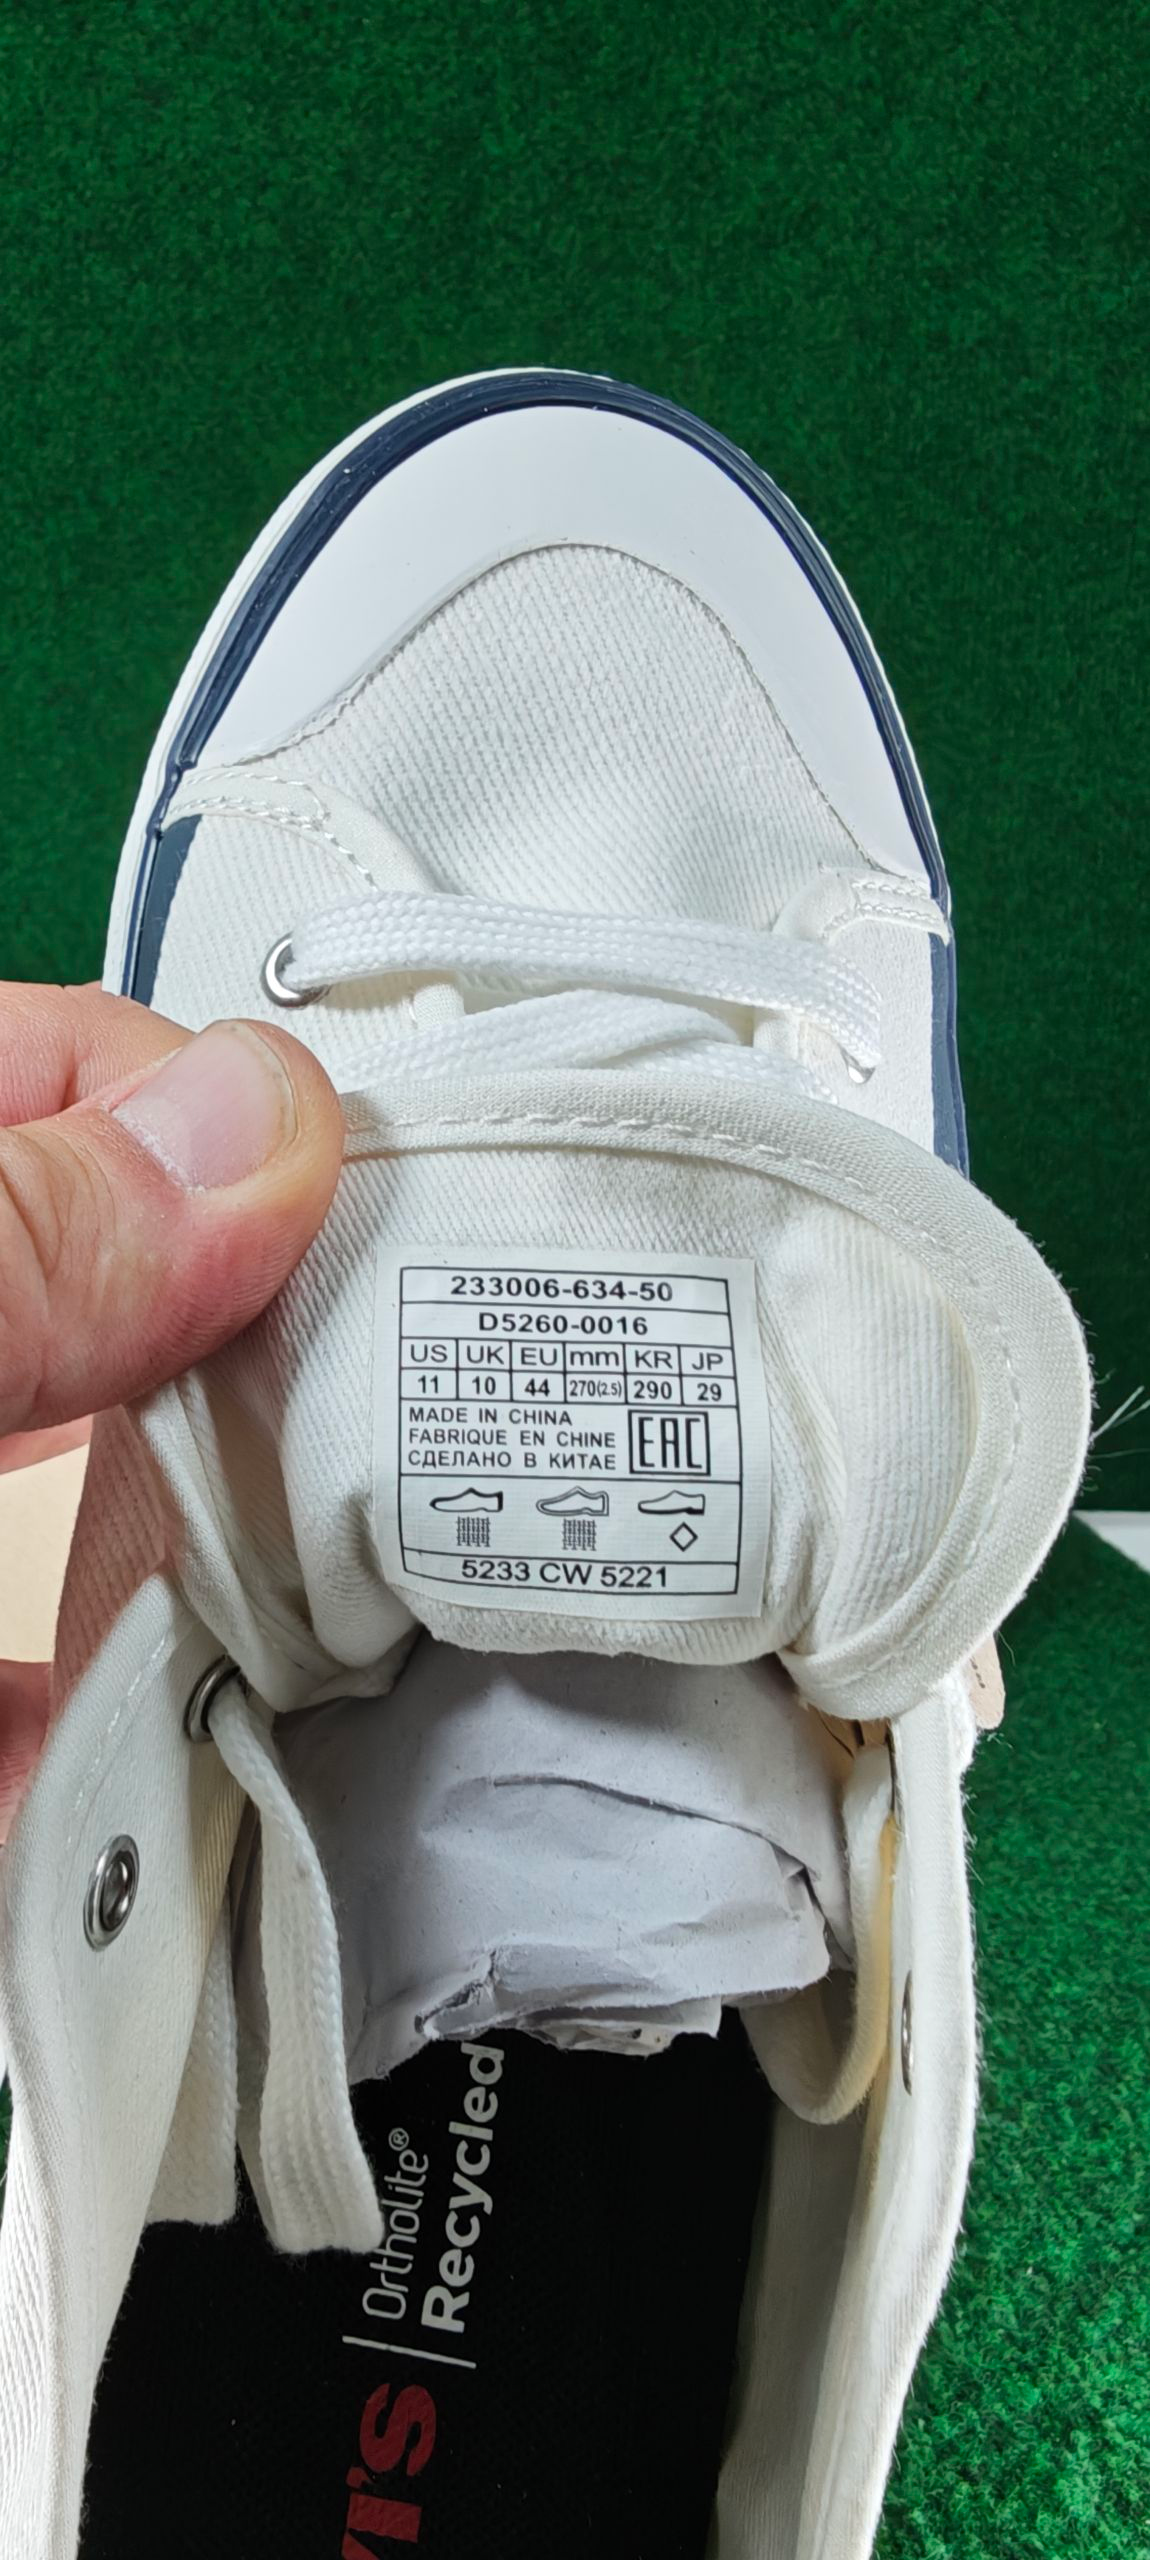 233006-634-50
D5260-0016
US UK EU mm KR JP
11 10 44 270(2.5) 290 29
MADE IN CHINA
FABRIQUE EN CHINE
СДЕЛАНО В КИТАЕ
EAC
5233 CW 5221
Ortholite®
Recycled
I'S